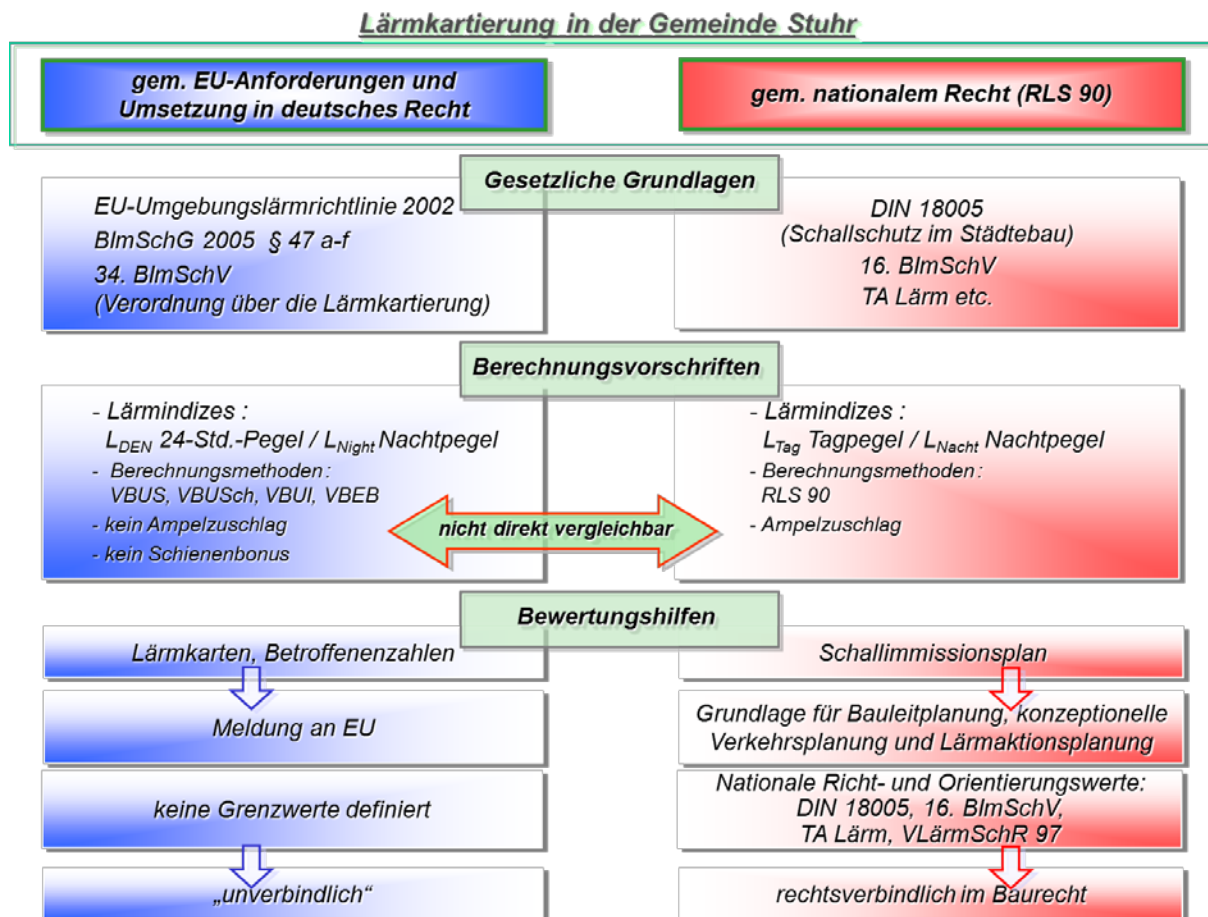 Lärmkartierung in der Gemeinde Stuhr
gem. EU-Anforderungen und
Umsetzung in deutsches Recht
gem. nationalem Recht (RLS 90)
Gesetzliche Grundlagen
EU-Umgebungslärmrichtlinie 2002
BImSchG 2005 § 47 a-f
34. BImSchV
(Verordnung über die Lärmkartierung)
DIN 18005
(Schallschutz im Städtebau)
16. BImSchV
TA Lärm etc.
Berechnungsvorschriften
- Lärmindizes :
LDEN 24-Std.-Pegel / LNight Nachtpegel
- Berechnungsmethoden :
VBUS, VBUSch, VBUI, VBEB
- kein Ampelzuschlag
- kein Schienenbonus
nicht direkt vergleichbar
- Lärmindizes :
LTag Tagpegel / LNacht Nachtpegel
- Berechnungsmethoden :
RLS 90
- Ampelzuschlag
Bewertungshilfen
Lärmkarten, Betroffenenzahlen
Meldung an EU
keine Grenzwerte definiert
„unverbindlich“
Schallimmissionsplan
Grundlage für Bauleitplanung, konzeptionelle
Verkehrsplanung und Lärmaktionsplanung
Nationale Richt- und Orientierungswerte:
DIN 18005, 16. BImSchV,
TA Lärm, VLärmSchR 97
rechtsverbindlich im Baurecht